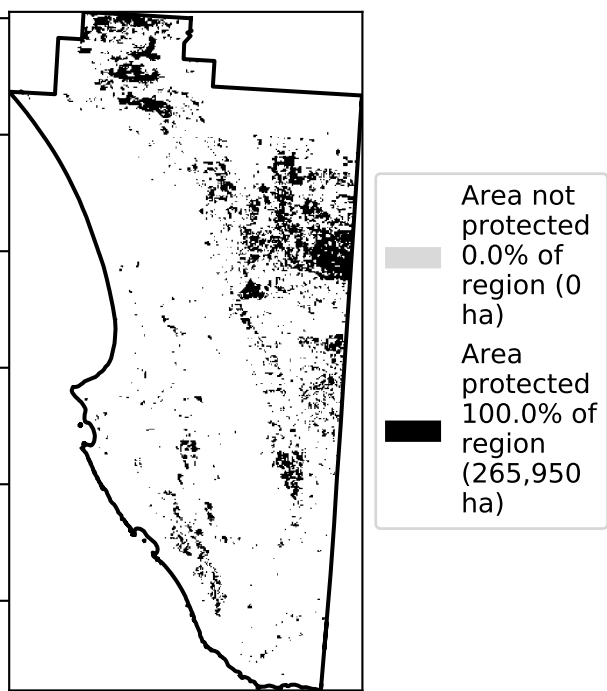 Area not
protected
0.0% of
region (0
ha)
Area
protected
100.0% of
region
(265,950
ha)